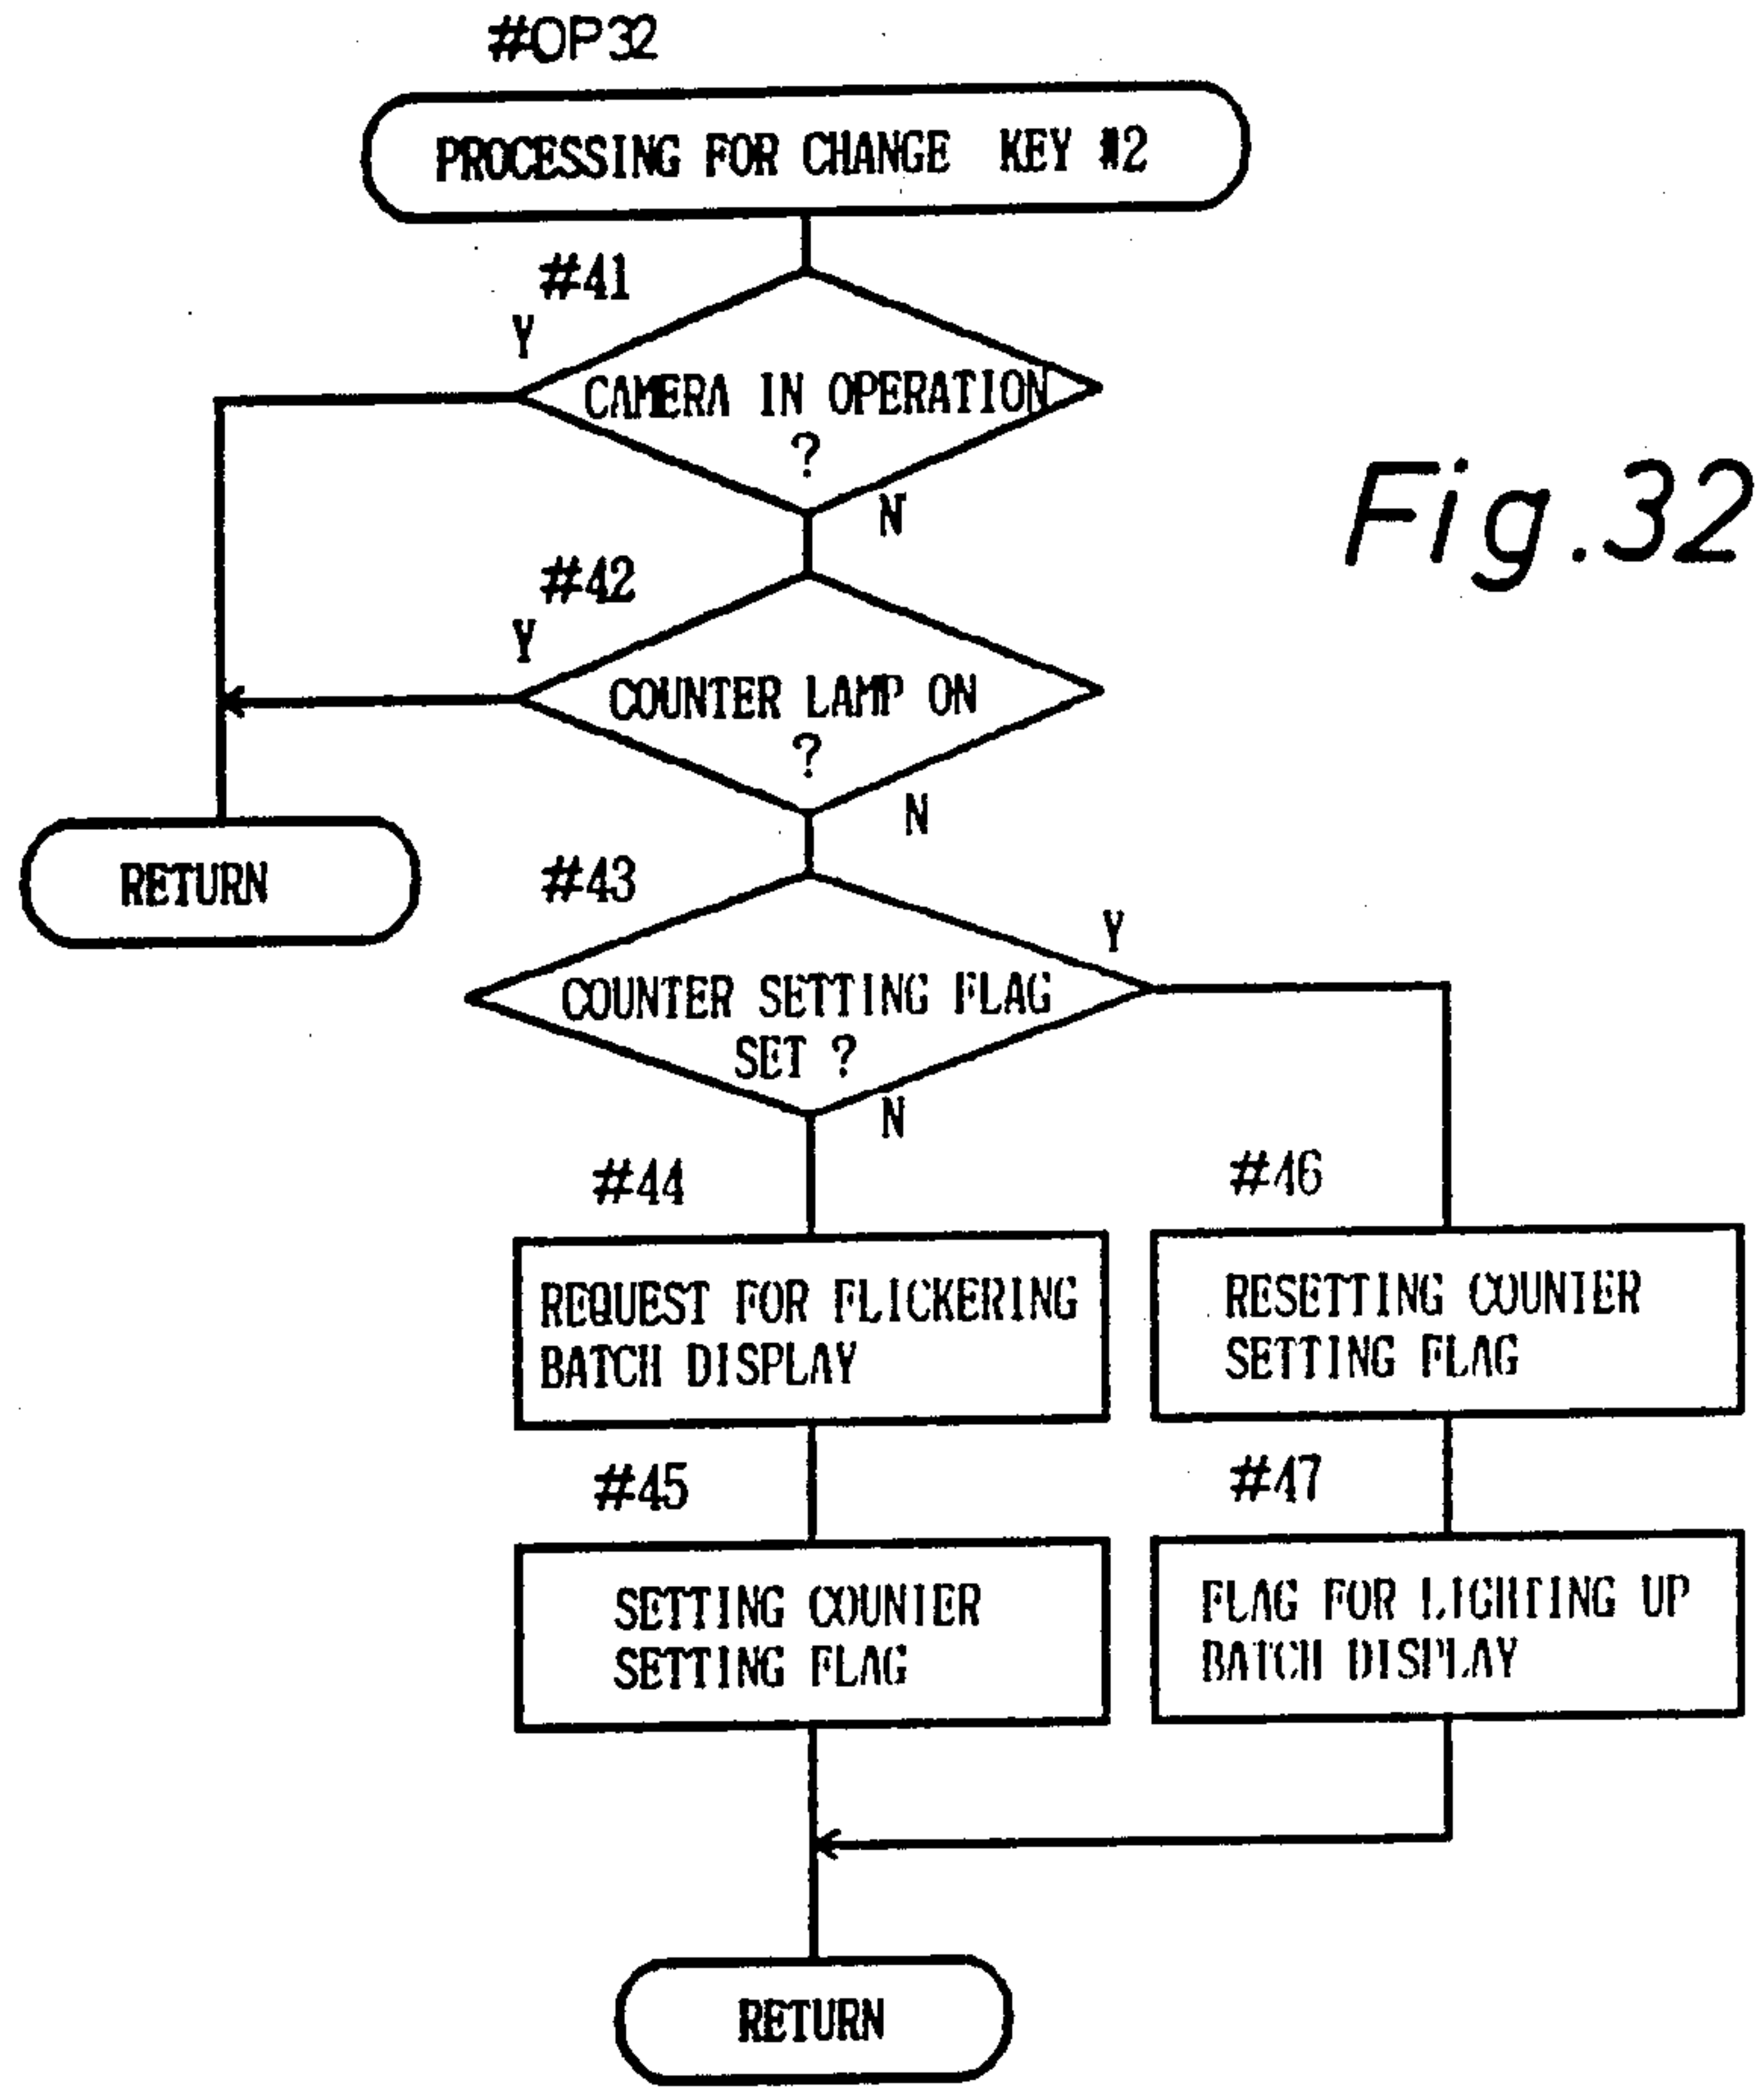 #OP32
PROCESSING FOR CHANGE KEY #2
#41
Y
CAMERA IN OPERATION
?
N
Fig.32
#42
Y
COUNTER LAMP ON
?
N
RETURN
#43
Y
COUNTER SETTING FLAG
SET ?
N
#44
REQUEST FOR FLICKERING
BATCH DISPLAY
#46
RESETTING COUNTER
SETTING FLAG
#45
SETTING COUNTER
SETTING FLAG
#47
FLAG FOR LIGHTING UP
BATCH DISPLAY
RETURN